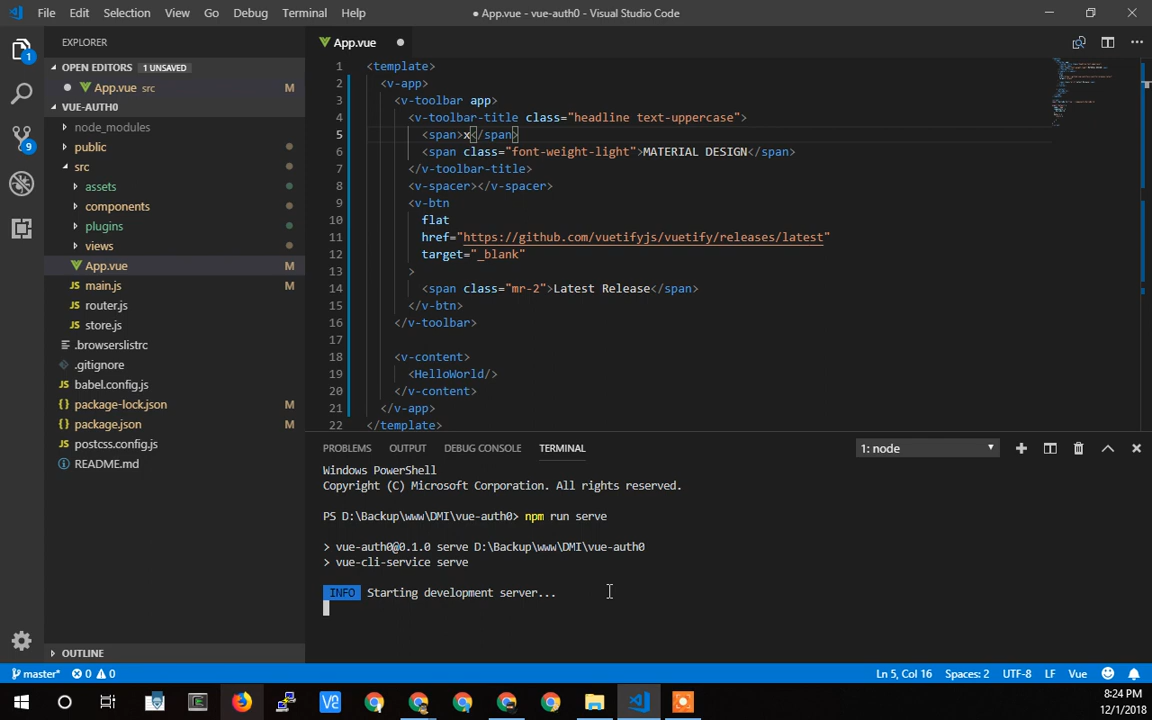 File Edit Selection View Go Debug Terminal Help
● App.vue - vue-auth0 - Visual Studio Code
EXPLORER
OPEN EDITORS 1 UNSAVED
App.vue src M
VUE-AUTH0
node_modules
public
src
assets
components
plugins
views
App.vue M
main.js M
router.js
store.js
.browserslistrc
.gitignore
babel.config.js
package-lock.json M
package.json M
postcss.config.js
README.md
OUTLINE
1
9
App.vue
1 <template>
2 <v-app>
3 <v-toolbar app>
4 <v-toolbar-title class="headline text-uppercase">
5 <span>x</span>
6 <span class="font-weight-light">MATERIAL DESIGN</span>
7 </v-toolbar-title>
8 <v-spacer></v-spacer>
9 <v-btn
10 flat
11 href="https://github.com/vuetifyjs/vuetify/releases/latest"
12 target="_blank"
13 >
14 <span class="mr-2">Latest Release</span>
15 </v-btn>
16 </v-toolbar>
17
18 <v-content>
19 <HelloWorld/>
20 </v-content>
21 </v-app>
22 </template>
PROBLEMS OUTPUT DEBUG CONSOLE TERMINAL 1: node
Windows PowerShell
Copyright (C) Microsoft Corporation. All rights reserved.
PS D:\Backup\www\DMI\vue-auth0> npm run serve
> vue-auth0@0.1.0 serve D:\Backup\www\DMI\vue-auth0
> vue-cli-service serve
INFO Starting development server...
master* 0 0 Ln 5, Col 16 Spaces: 2 UTF-8 LF Vue
8:24 PM
12/1/2018